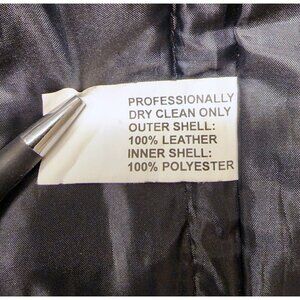 PROFESSIONALLY
DRY CLEAN ONLY
OUTER SHELL:
100% LEATHER
INNER SHELL:
100% POLYESTER